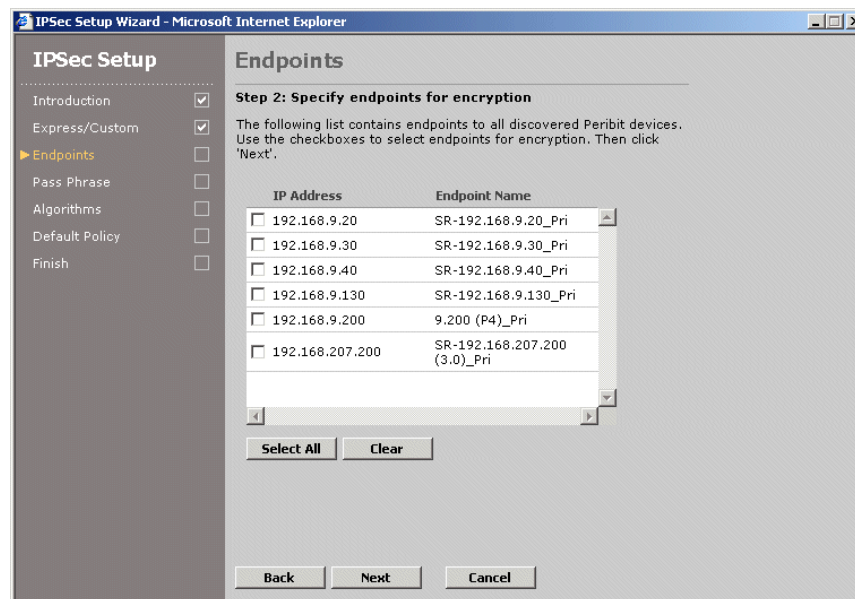 IPSec Setup Wizard - Microsoft Internet Explorer
IPSec Setup
Introduction
Express/Custom
Endpoints
Pass Phrase
Algorithms
Default Policy
Finish
Endpoints
Step 2: Specify endpoints for encryption
The following list contains endpoints to all discovered Peribit devices.
Use the checkboxes to select endpoints for encryption. Then click
'Next'.
IP Address Endpoint Name
192.168.9.20 SR-192.168.9.20_Pri
192.168.9.30 SR-192.168.9.30_Pri
192.168.9.40 SR-192.168.9.40_Pri
192.168.9.130 SR-192.168.9.130_Pri
192.168.9.200 9.200 (P4)_Pri
192.168.207.200 SR-192.168.207.200
(3.0)_Pri
Select All Clear
Back Next Cancel